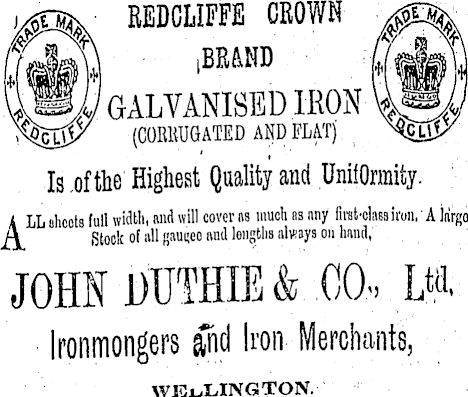 REDCLIFFE CROWN
BRAND
TRADE MARK
REDCLIFFE
TRADE MARK
REDCLIFFE
GALVANISED IRON
(CORRUGATED AND FLAT)
Is of the Highest Quality and Uniformity.
ALL sheets full width, and will cover as much as any first-class iron. A large
Stock of all gauges and lengths always on hand,
JOHN DUTHIE & CO., Ltd.
Ironmongers and Iron Merchants,
WELLINGTON.